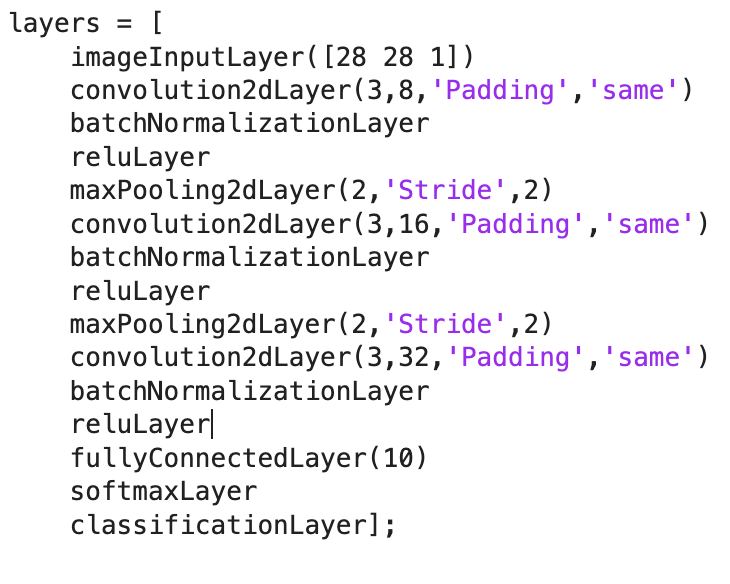 layers = [
    imageInputLayer([28 28 1])
    convolution2dLayer(3,8,'Padding','same')
    batchNormalizationLayer
    reluLayer
    maxPooling2dLayer(2,'Stride',2)
    convolution2dLayer(3,16,'Padding','same')
    batchNormalizationLayer
    reluLayer
    maxPooling2dLayer(2,'Stride',2)
    convolution2dLayer(3,32,'Padding','same')
    batchNormalizationLayer
    reluLayer
    fullyConnectedLayer(10)
    softmaxLayer
    classificationLayer];